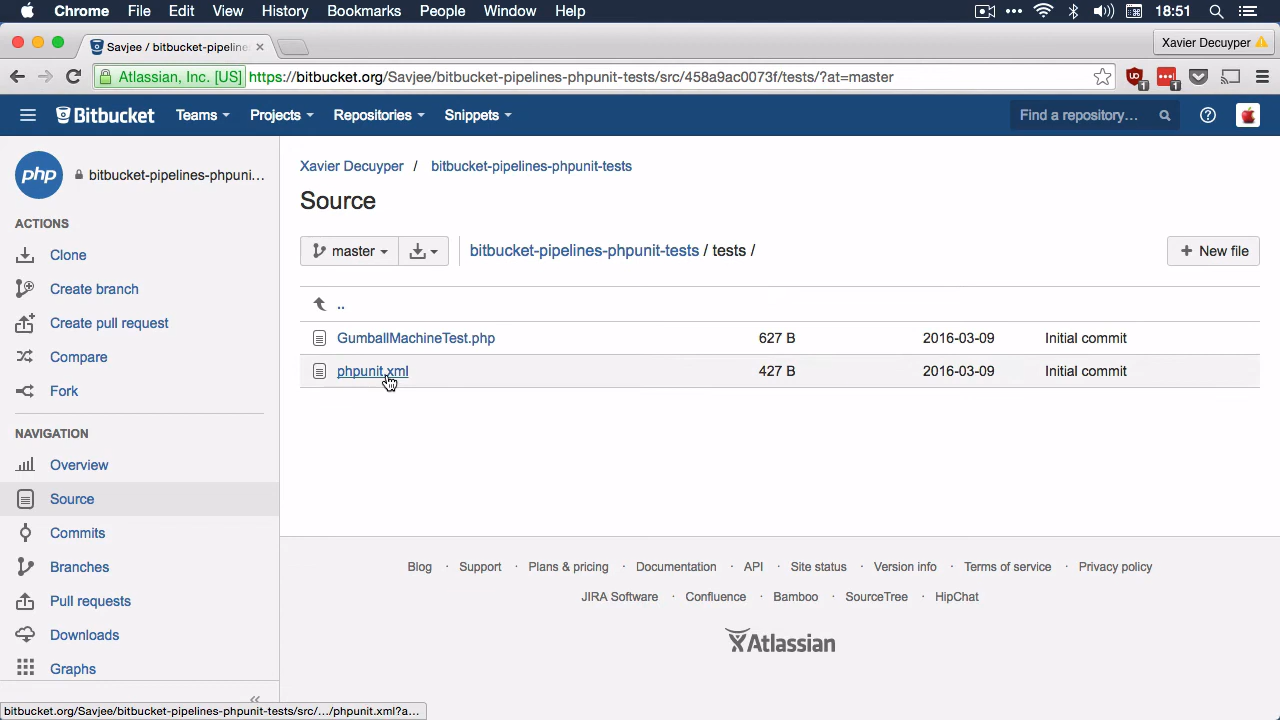 Chrome File Edit View History Bookmarks People Window Help 18:51
Savjee / bitbucket-pipeline Xavier Decuyper
Atlassian, Inc. [US] https://bitbucket.org/Savjee/bitbucket-pipelines-phpunit-tests/src/458a9ac0073f/tests/?at=master
Bitbucket Teams Projects Repositories Snippets Find a repository...
php bitbucket-pipelines-phpuni...
ACTIONS
Clone
Create branch
Create pull request
Compare
Fork
NAVIGATION
Overview
Source
Commits
Branches
Pull requests
Downloads
Graphs
Xavier Decuyper / bitbucket-pipelines-phpunit-tests
Source
master bitbucket-pipelines-phpunit-tests / tests / + New file
..
GumballMachineTest.php 627 B 2016-03-09 Initial commit
phpunit.xml 427 B 2016-03-09 Initial commit
Blog · Support · Plans & pricing · Documentation · API · Site status · Version info · Terms of service · Privacy policy
JIRA Software · Confluence · Bamboo · SourceTree · HipChat
Atlassian
bitbucket.org/Savjee/bitbucket-pipelines-phpunit-tests/src/.../phpunit.xml?a...